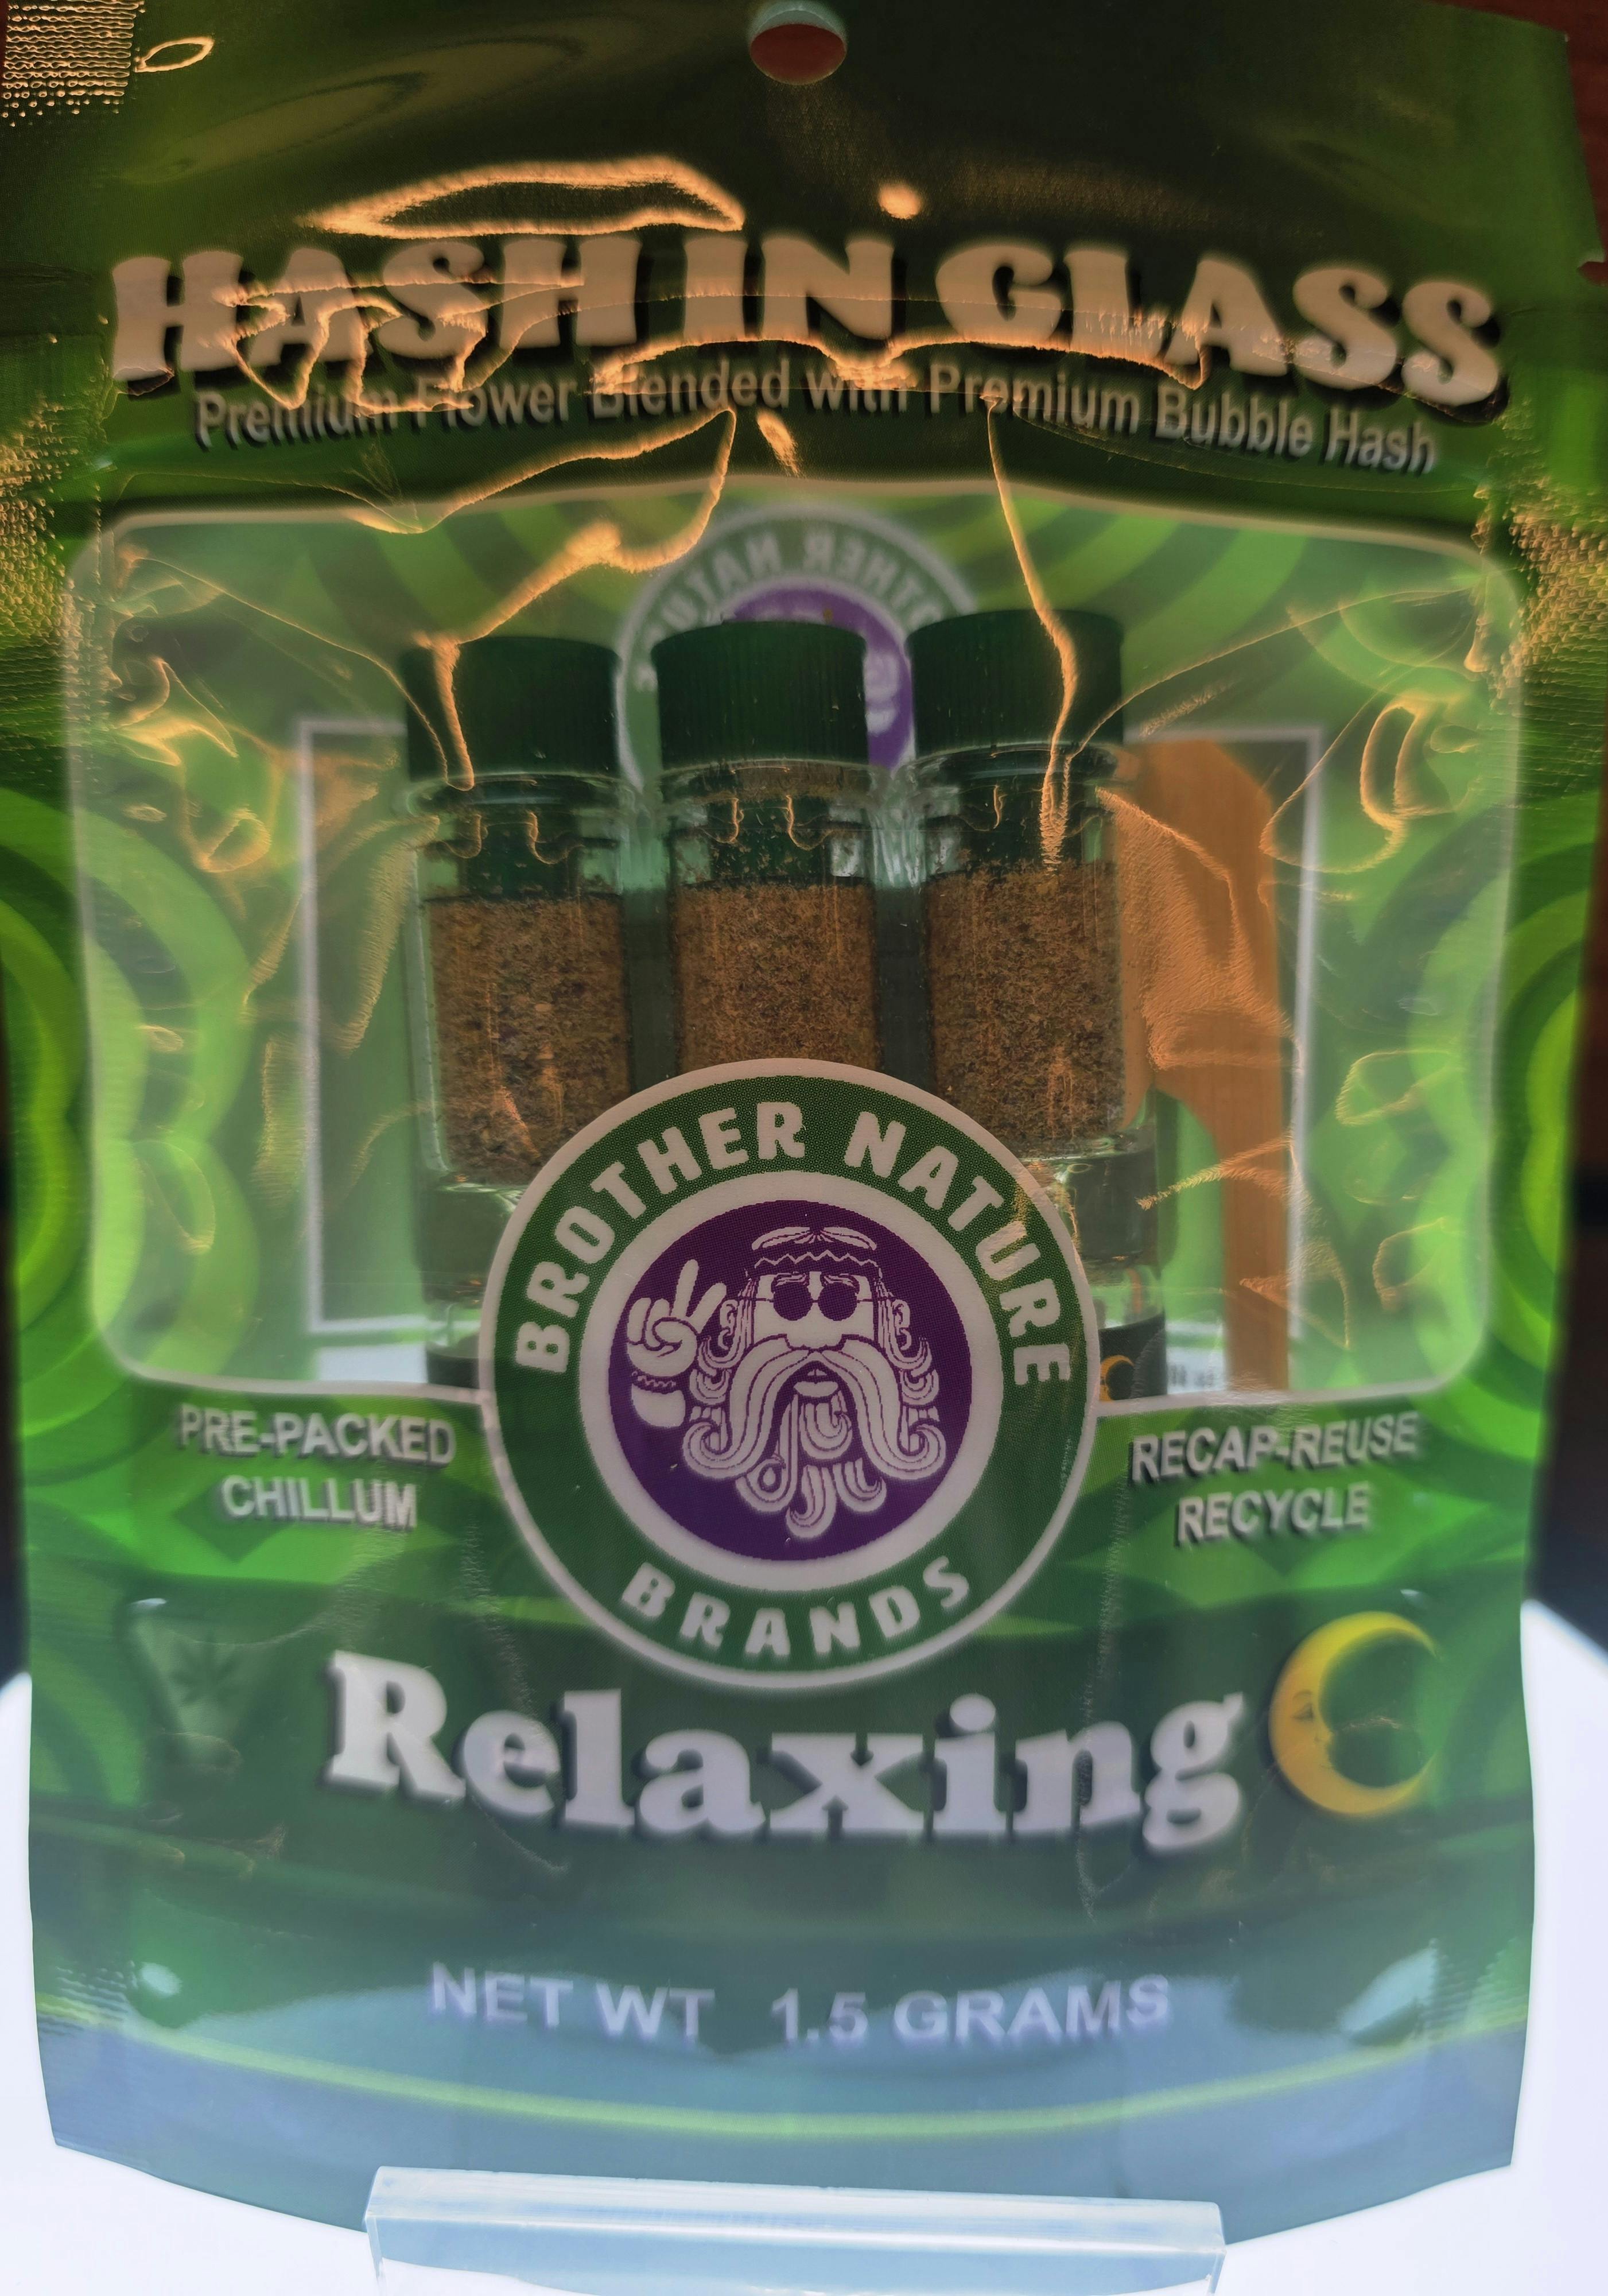 HASH IN GLASS
Premium Flower Blended with Premium Bubble Hash
BROTHER NATURE
BRANDS
PRE-PACKED
CHILLUM
RECAP-REUSE
RECYCLE
Relaxing
NET WT 1.5 GRAMS